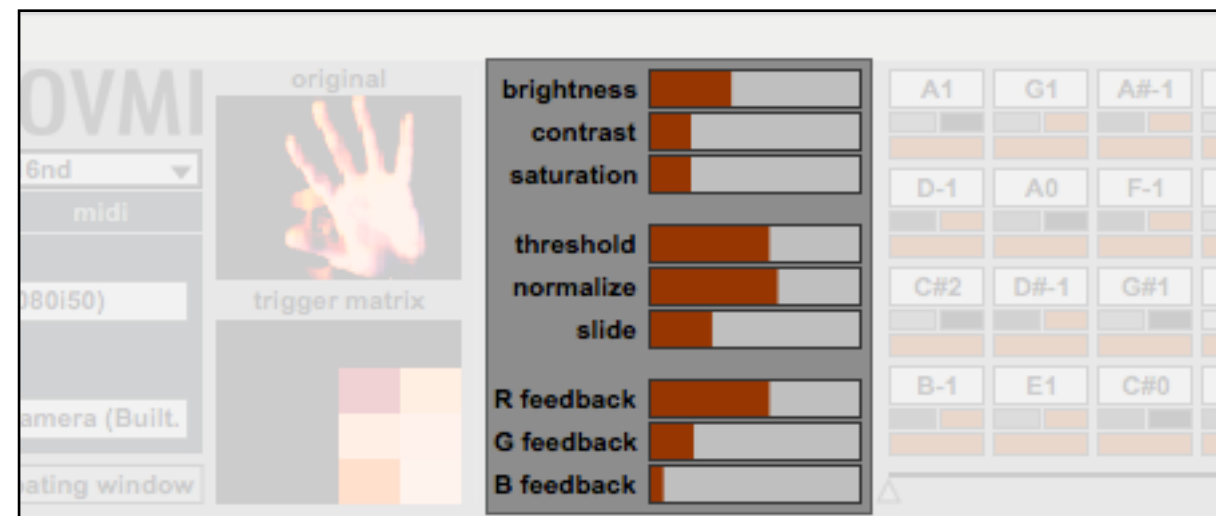 OVMI
6nd
midi
080i50)
amera (Built.
oating window
original
trigger matrix
brightness
contrast
saturation
threshold
normalize
slide
R feedback
G feedback
B feedback
A1 G1 A#-1
D-1 A0 F-1
C#2 D#-1 G#1
B-1 E1 C#0